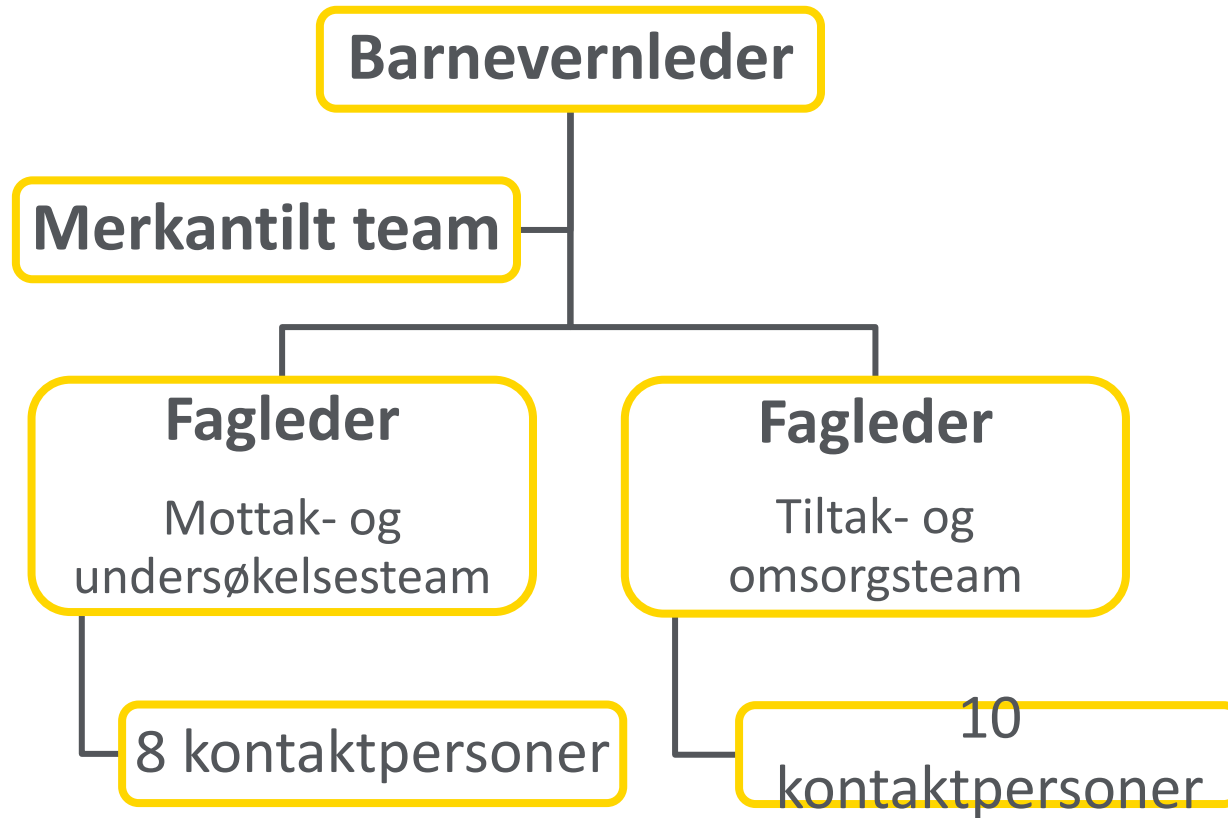 Barnevernleder
Merkantilt team
Fagleder
Mottak- og
undersøkelsesteam
Fagleder
Tiltak- og
omsorgsteam
8 kontaktpersoner
10
kontaktpersoner